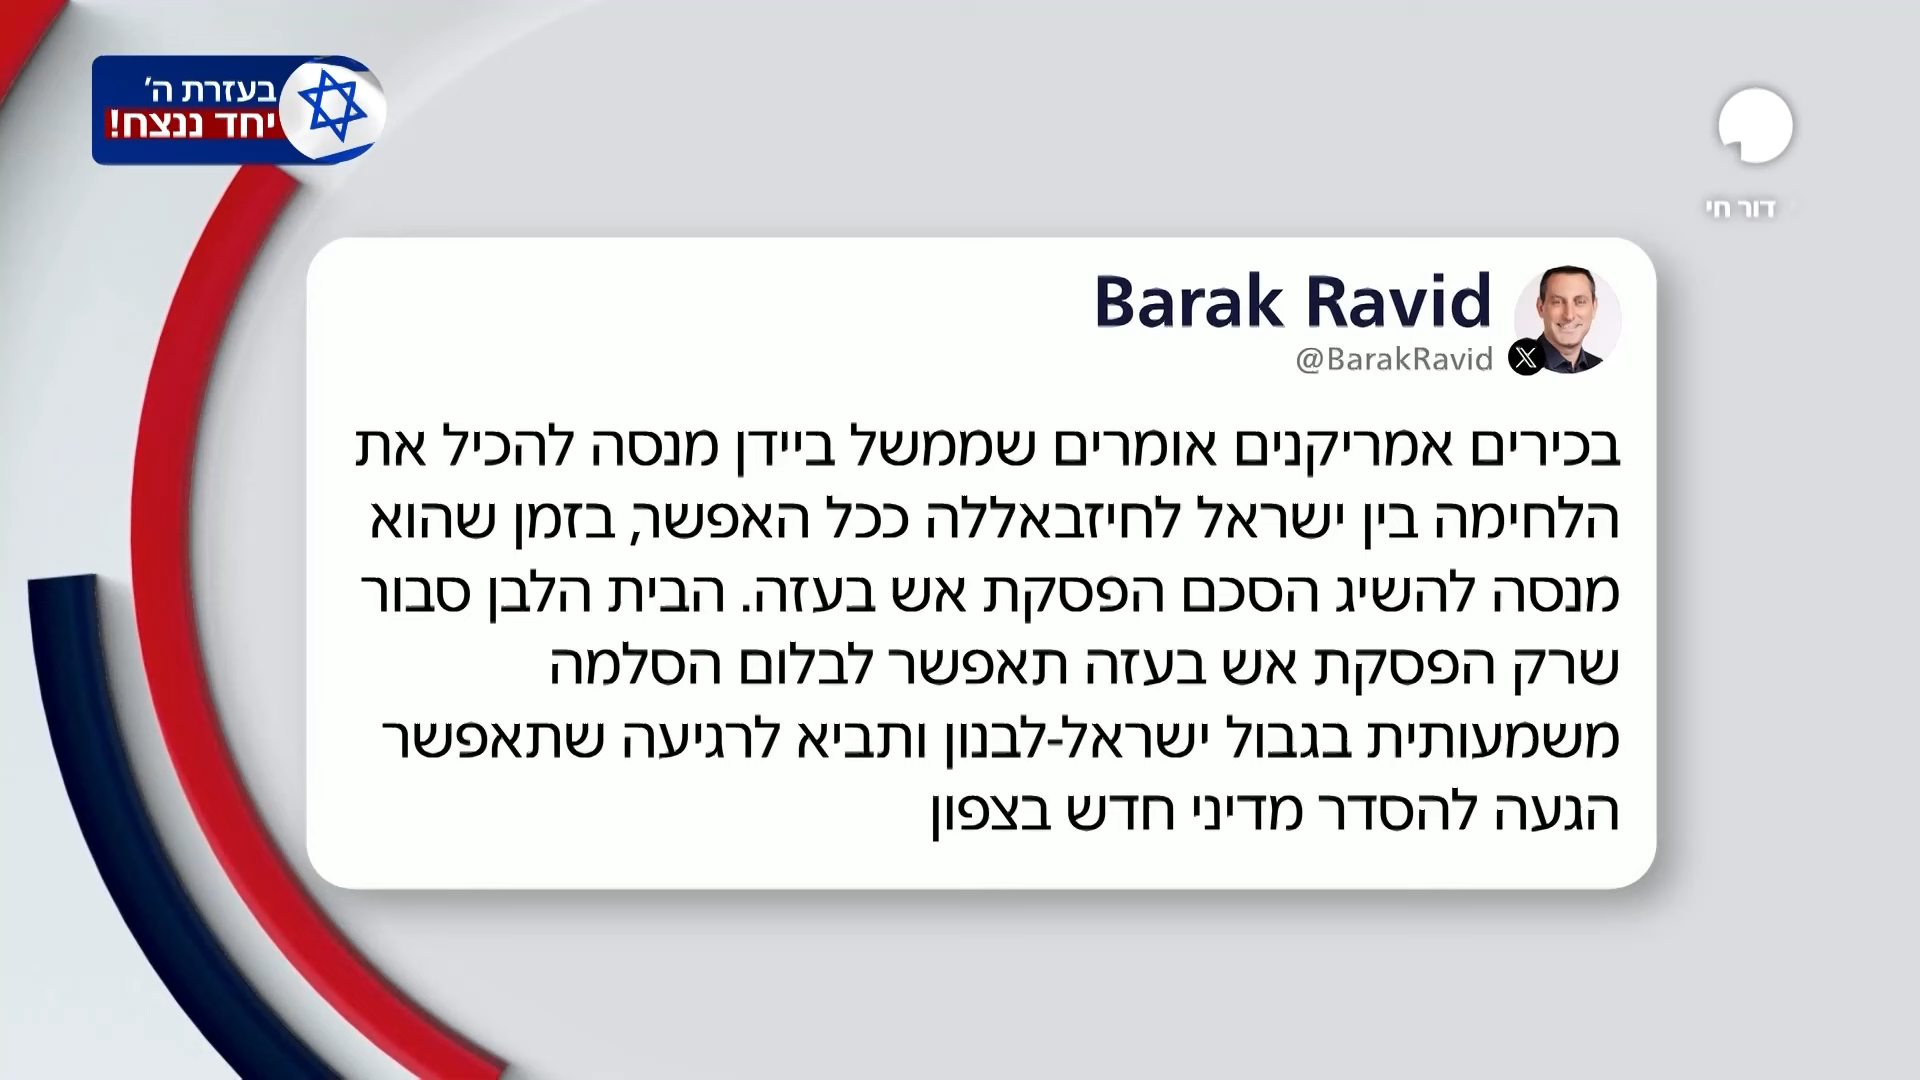 בעזרת ה'
יחד ננצח!
דור חי
Barak Ravid
@BarakRavid
בכירים אמריקנים אומרים שממשל ביידן מנסה להכיל את
הלחימה בין ישראל לחיזבאללה ככל האפשר, בזמן שהוא
מנסה להשיג הסכם הפסקת אש בעזה. הבית הלבן סבור
שרק הפסקת אש בעזה תאפשר לבלום הסלמה
משמעותית בגבול ישראל-לבנון ותביא לרגיעה שתאפשר
הגעה להסדר מדיני חדש בצפון